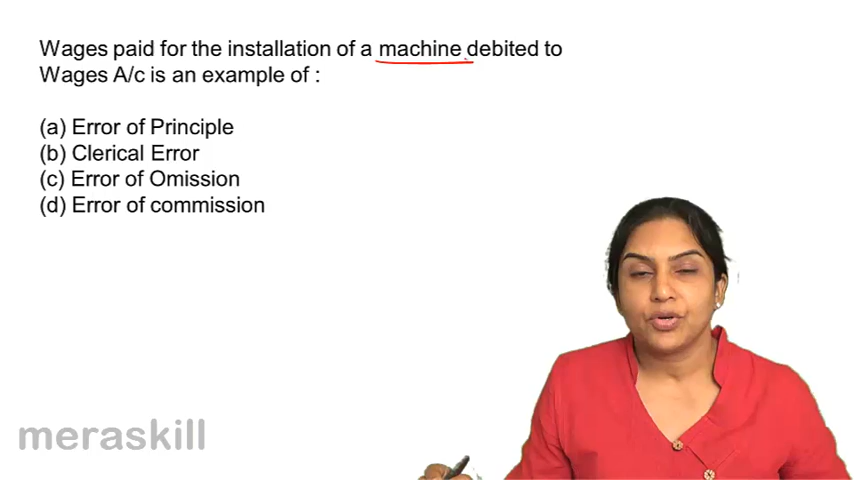 Wages paid for the installation of a machine debited to
Wages A/c is an example of :
(a) Error of Principle
(b) Clerical Error
(c) Error of Omission
(d) Error of commission
meraskill